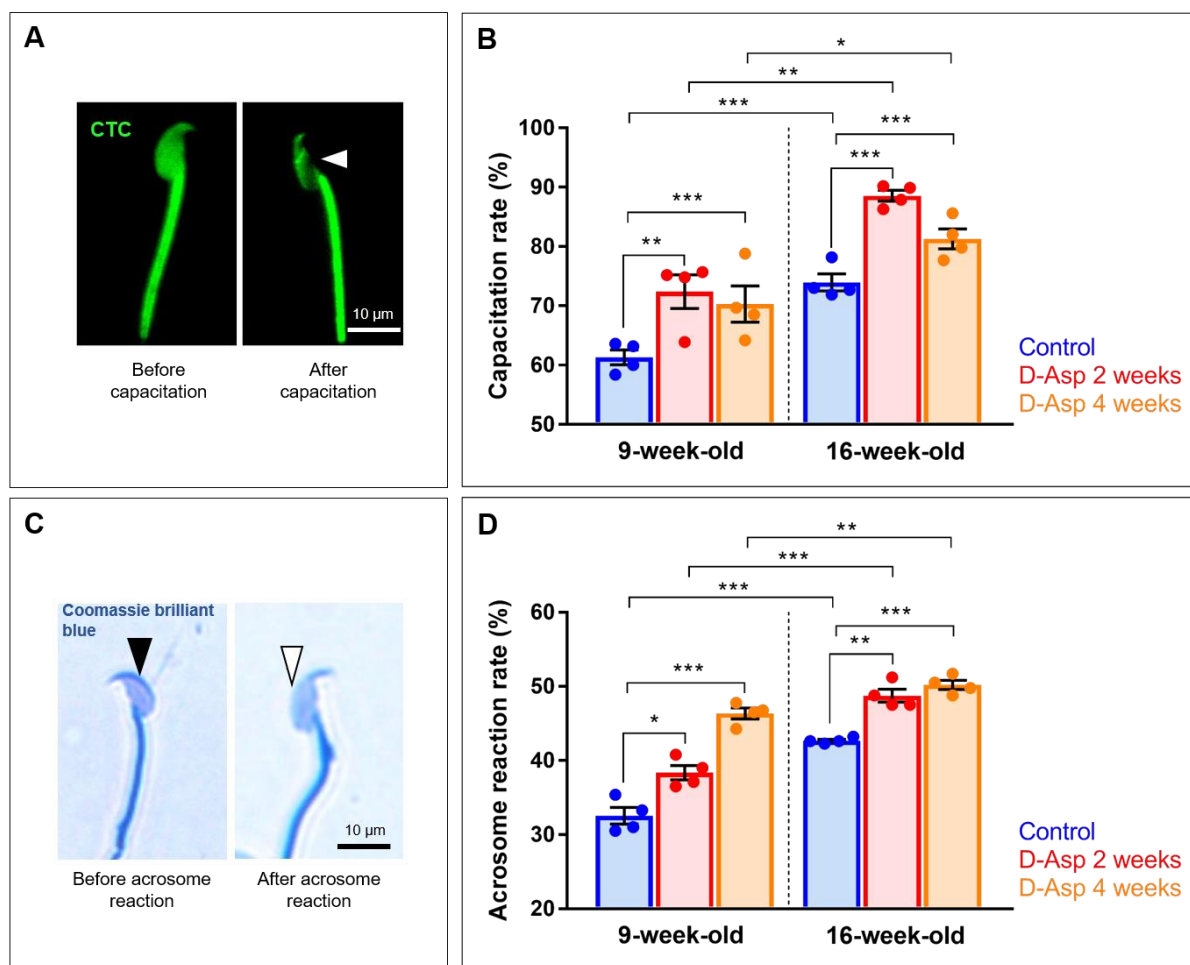 A
CTC
10 µm
Before
capacitation
After
capacitation
B
*
**
***
***
***
***
**
Capacitation rate (%)
100
90
80
70
60
50
9-week-old
16-week-old
Control
D-Asp 2 weeks
D-Asp 4 weeks
C
Coomassie brilliant
blue
10 µm
Before acrosome
reaction
After acrosome
reaction
D
**
***
***
***
**
***
*
Acrosome reaction rate (%)
60
50
40
30
20
9-week-old
16-week-old
Control
D-Asp 2 weeks
D-Asp 4 weeks